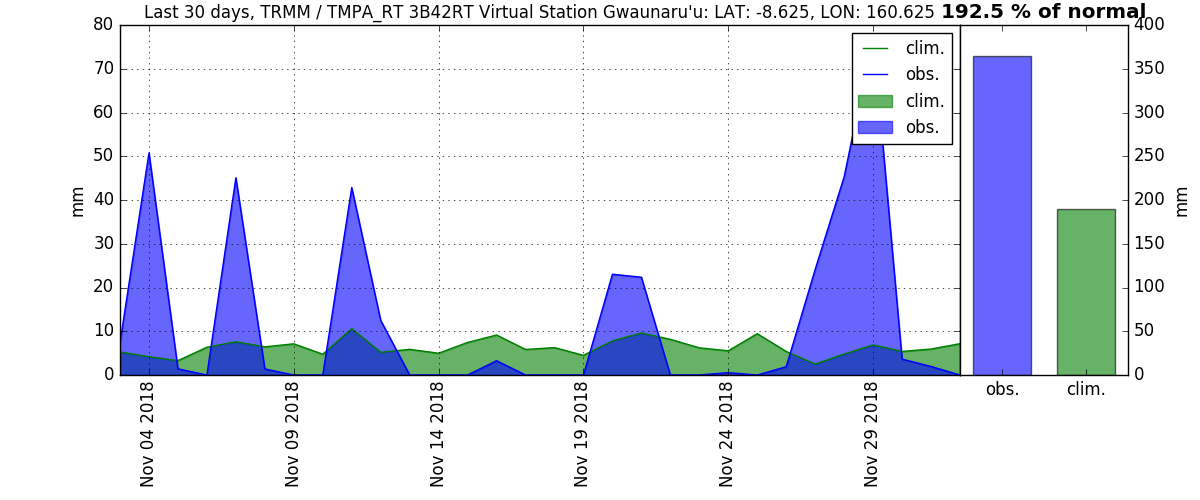 Last 30 days, TRMM / TMPA_RT 3B42RT Virtual Station Gwaunaru'u: LAT: -8.625, LON: 160.625 192.5 % of normal
80
70
60
50
40
30
20
10
0
mm
clim.
obs.
clim.
obs.
Nov 04 2018
Nov 09 2018
Nov 14 2018
Nov 19 2018
Nov 24 2018
Nov 29 2018
400
350
300
250
200
150
100
50
0
mm
obs.
clim.